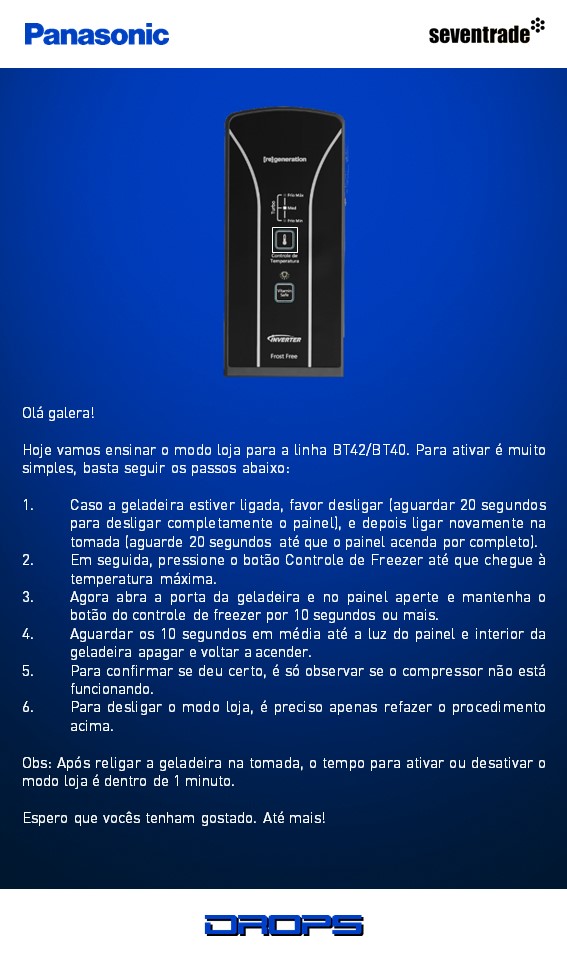 Panasonic
seventrade
[re]generation
Turbo
Frio Máx
Med
Frio Mín
Controle de
Temperatura
Vitamin
Safe
INVERTER
Frost Free
Olá galera!
Hoje vamos ensinar o modo loja para a linha BT42/BT40. Para ativar é muito
simples, basta seguir os passos abaixo:
1. Caso a geladeira estiver ligada, favor desligar (aguardar 20 segundos
para desligar completamente o painel), e depois ligar novamente na
tomada (aguarde 20 segundos até que o painel acenda por completo).
2. Em seguida, pressione o botão Controle de Freezer até que chegue à
temperatura máxima.
3. Agora abra a porta da geladeira e no painel aperte e mantenha o
botão do controle de freezer por 10 segundos ou mais.
4. Aguardar os 10 segundos em média até a luz do painel e interior da
geladeira apagar e voltar a acender.
5. Para confirmar se deu certo, é só observar se o compressor não está
funcionando.
6. Para desligar o modo loja, é preciso apenas refazer o procedimento
acima.
Obs: Após religar a geladeira na tomada, o tempo para ativar ou desativar o
modo loja é dentro de 1 minuto.
Espero que vocês tenham gostado. Até mais!
DROPS